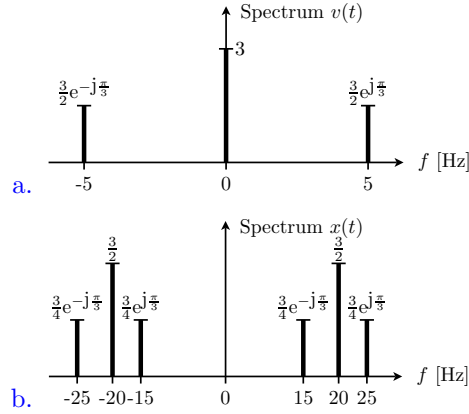 Spectrum v(t)
3
3/2 e^{-jπ/3} 3/2 e^{jπ/3}
f [Hz]
a.
-5 0 5
Spectrum x(t)
3/2 3/2
3/4 e^{-jπ/3} 3/4 e^{jπ/3} 3/4 e^{-jπ/3} 3/4 e^{jπ/3}
f [Hz]
b. -25 -20 -15 0 15 20 25